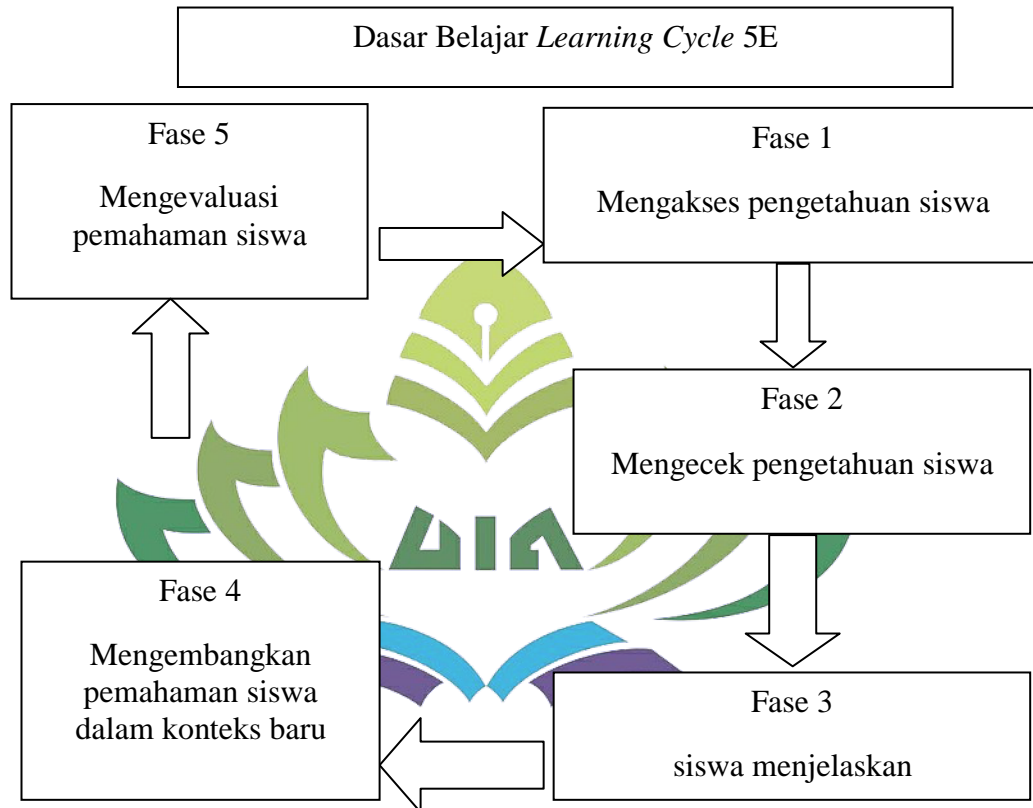 Dasar Belajar Learning Cycle 5E
Fase 5
Mengevaluasi
pemahaman siswa
Fase 1
Mengakses pengetahuan siswa
Fase 2
Mengecek pengetahuan siswa
UIN
Fase 4
Mengembangkan
pemahaman siswa
dalam konteks baru
Fase 3
siswa menjelaskan